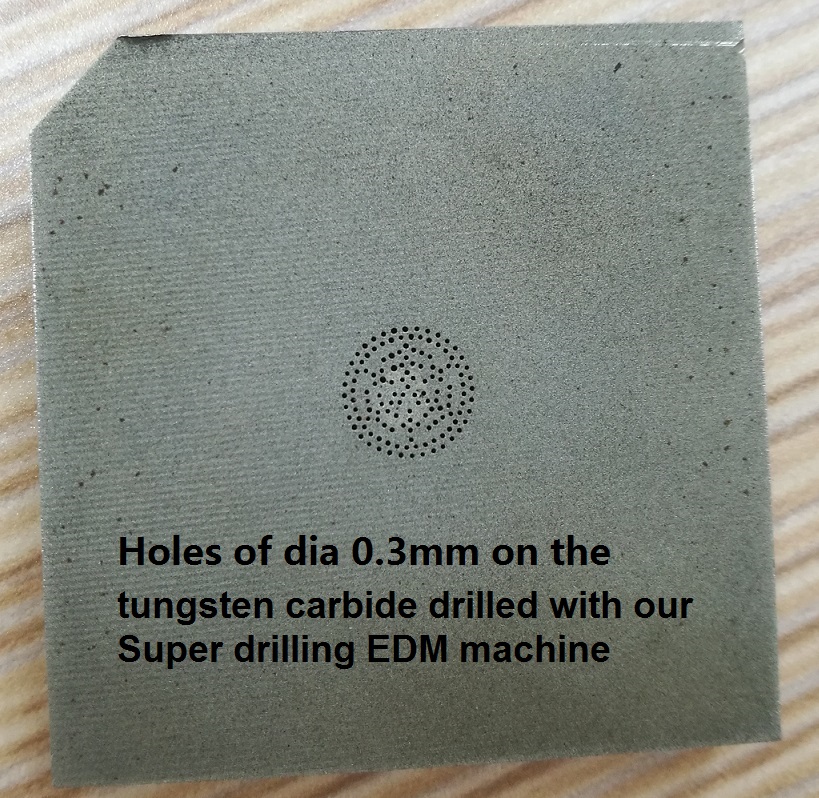 Holes of dia 0.3mm on the
tungsten carbide drilled with our
Super drilling EDM machine